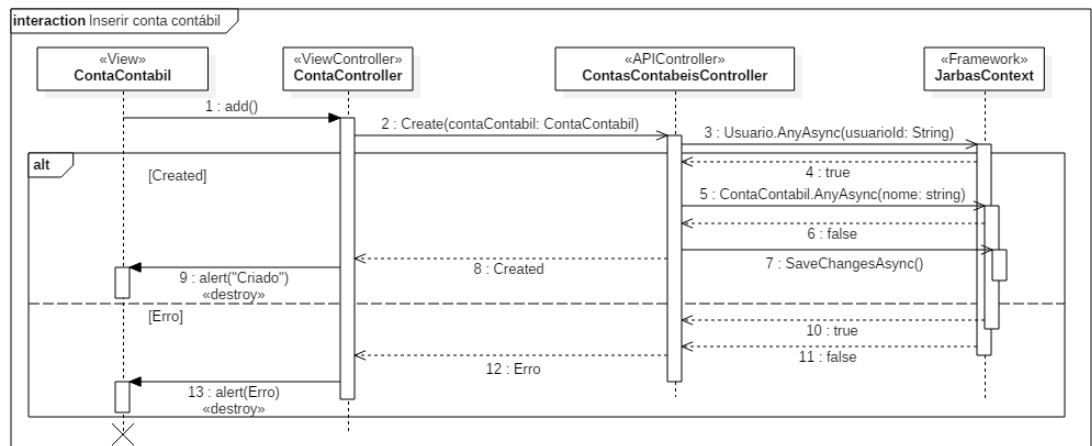 interaction Inserir conta contábil
«View»
ContaContabil
«ViewController»
ContaController
«APIController»
ContasContabeisController
«Framework»
JarbasContext
1 : add()
2 : Create(contaContabil: ContaContabil)
3 : Usuario.AnyAsync(usuarioId: String)
alt
[Created]
4 : true
5 : ContaContabil.AnyAsync(nome: string)
6 : false
7 : SaveChangesAsync()
8 : Created
9 : alert("Criado")
«destroy»
[Erro]
10 : true
11 : false
12 : Erro
13 : alert(Erro)
«destroy»